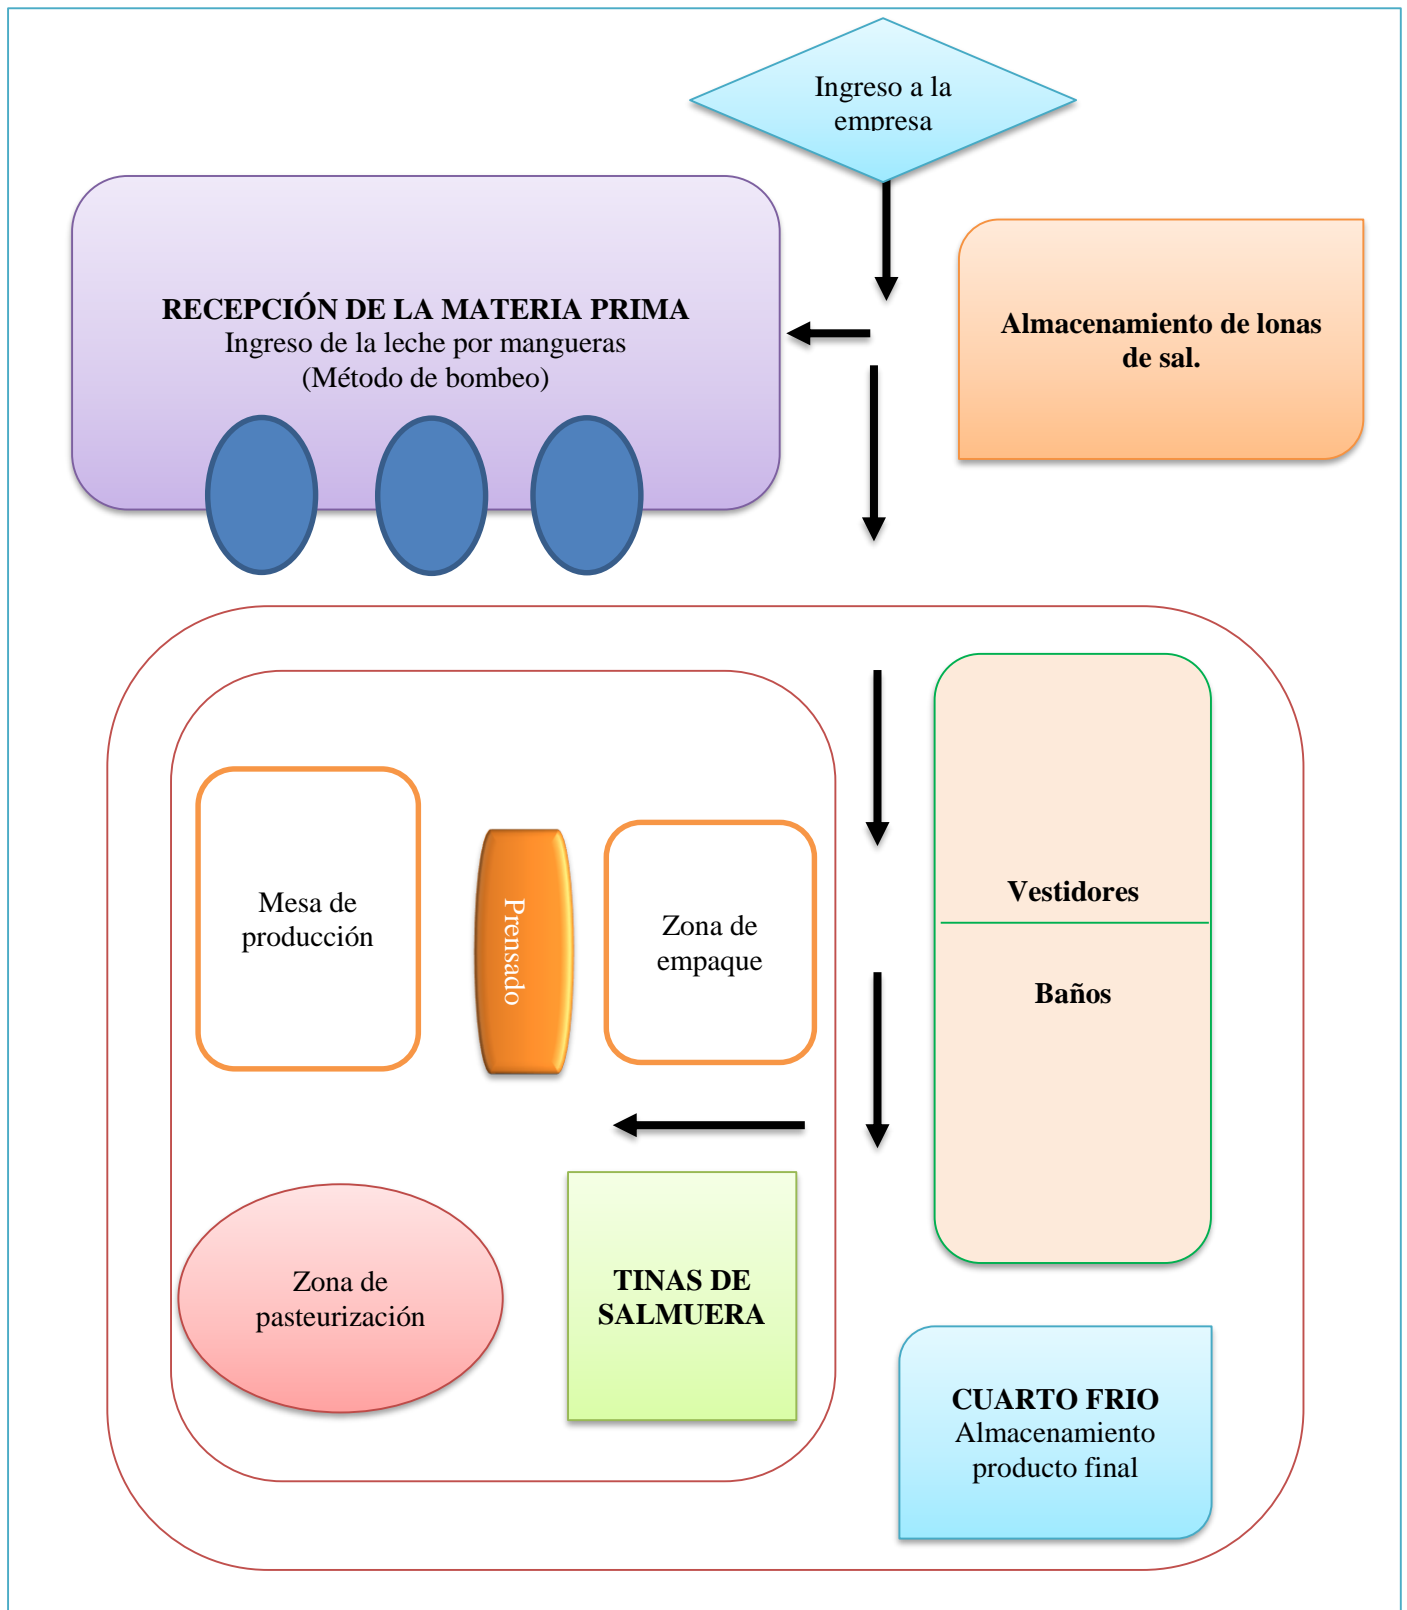 Ingreso a la
empresa
RECEPCIÓN DE LA MATERIA PRIMA
Ingreso de la leche por mangueras
(Método de bombeo)
Almacenamiento de lonas
de sal.
Mesa de
producción
Prensado
Zona de
empaque
Vestidores
Baños
Zona de
pasteurización
TINAS DE
SALMUERA
CUARTO FRIO
Almacenamiento
producto final